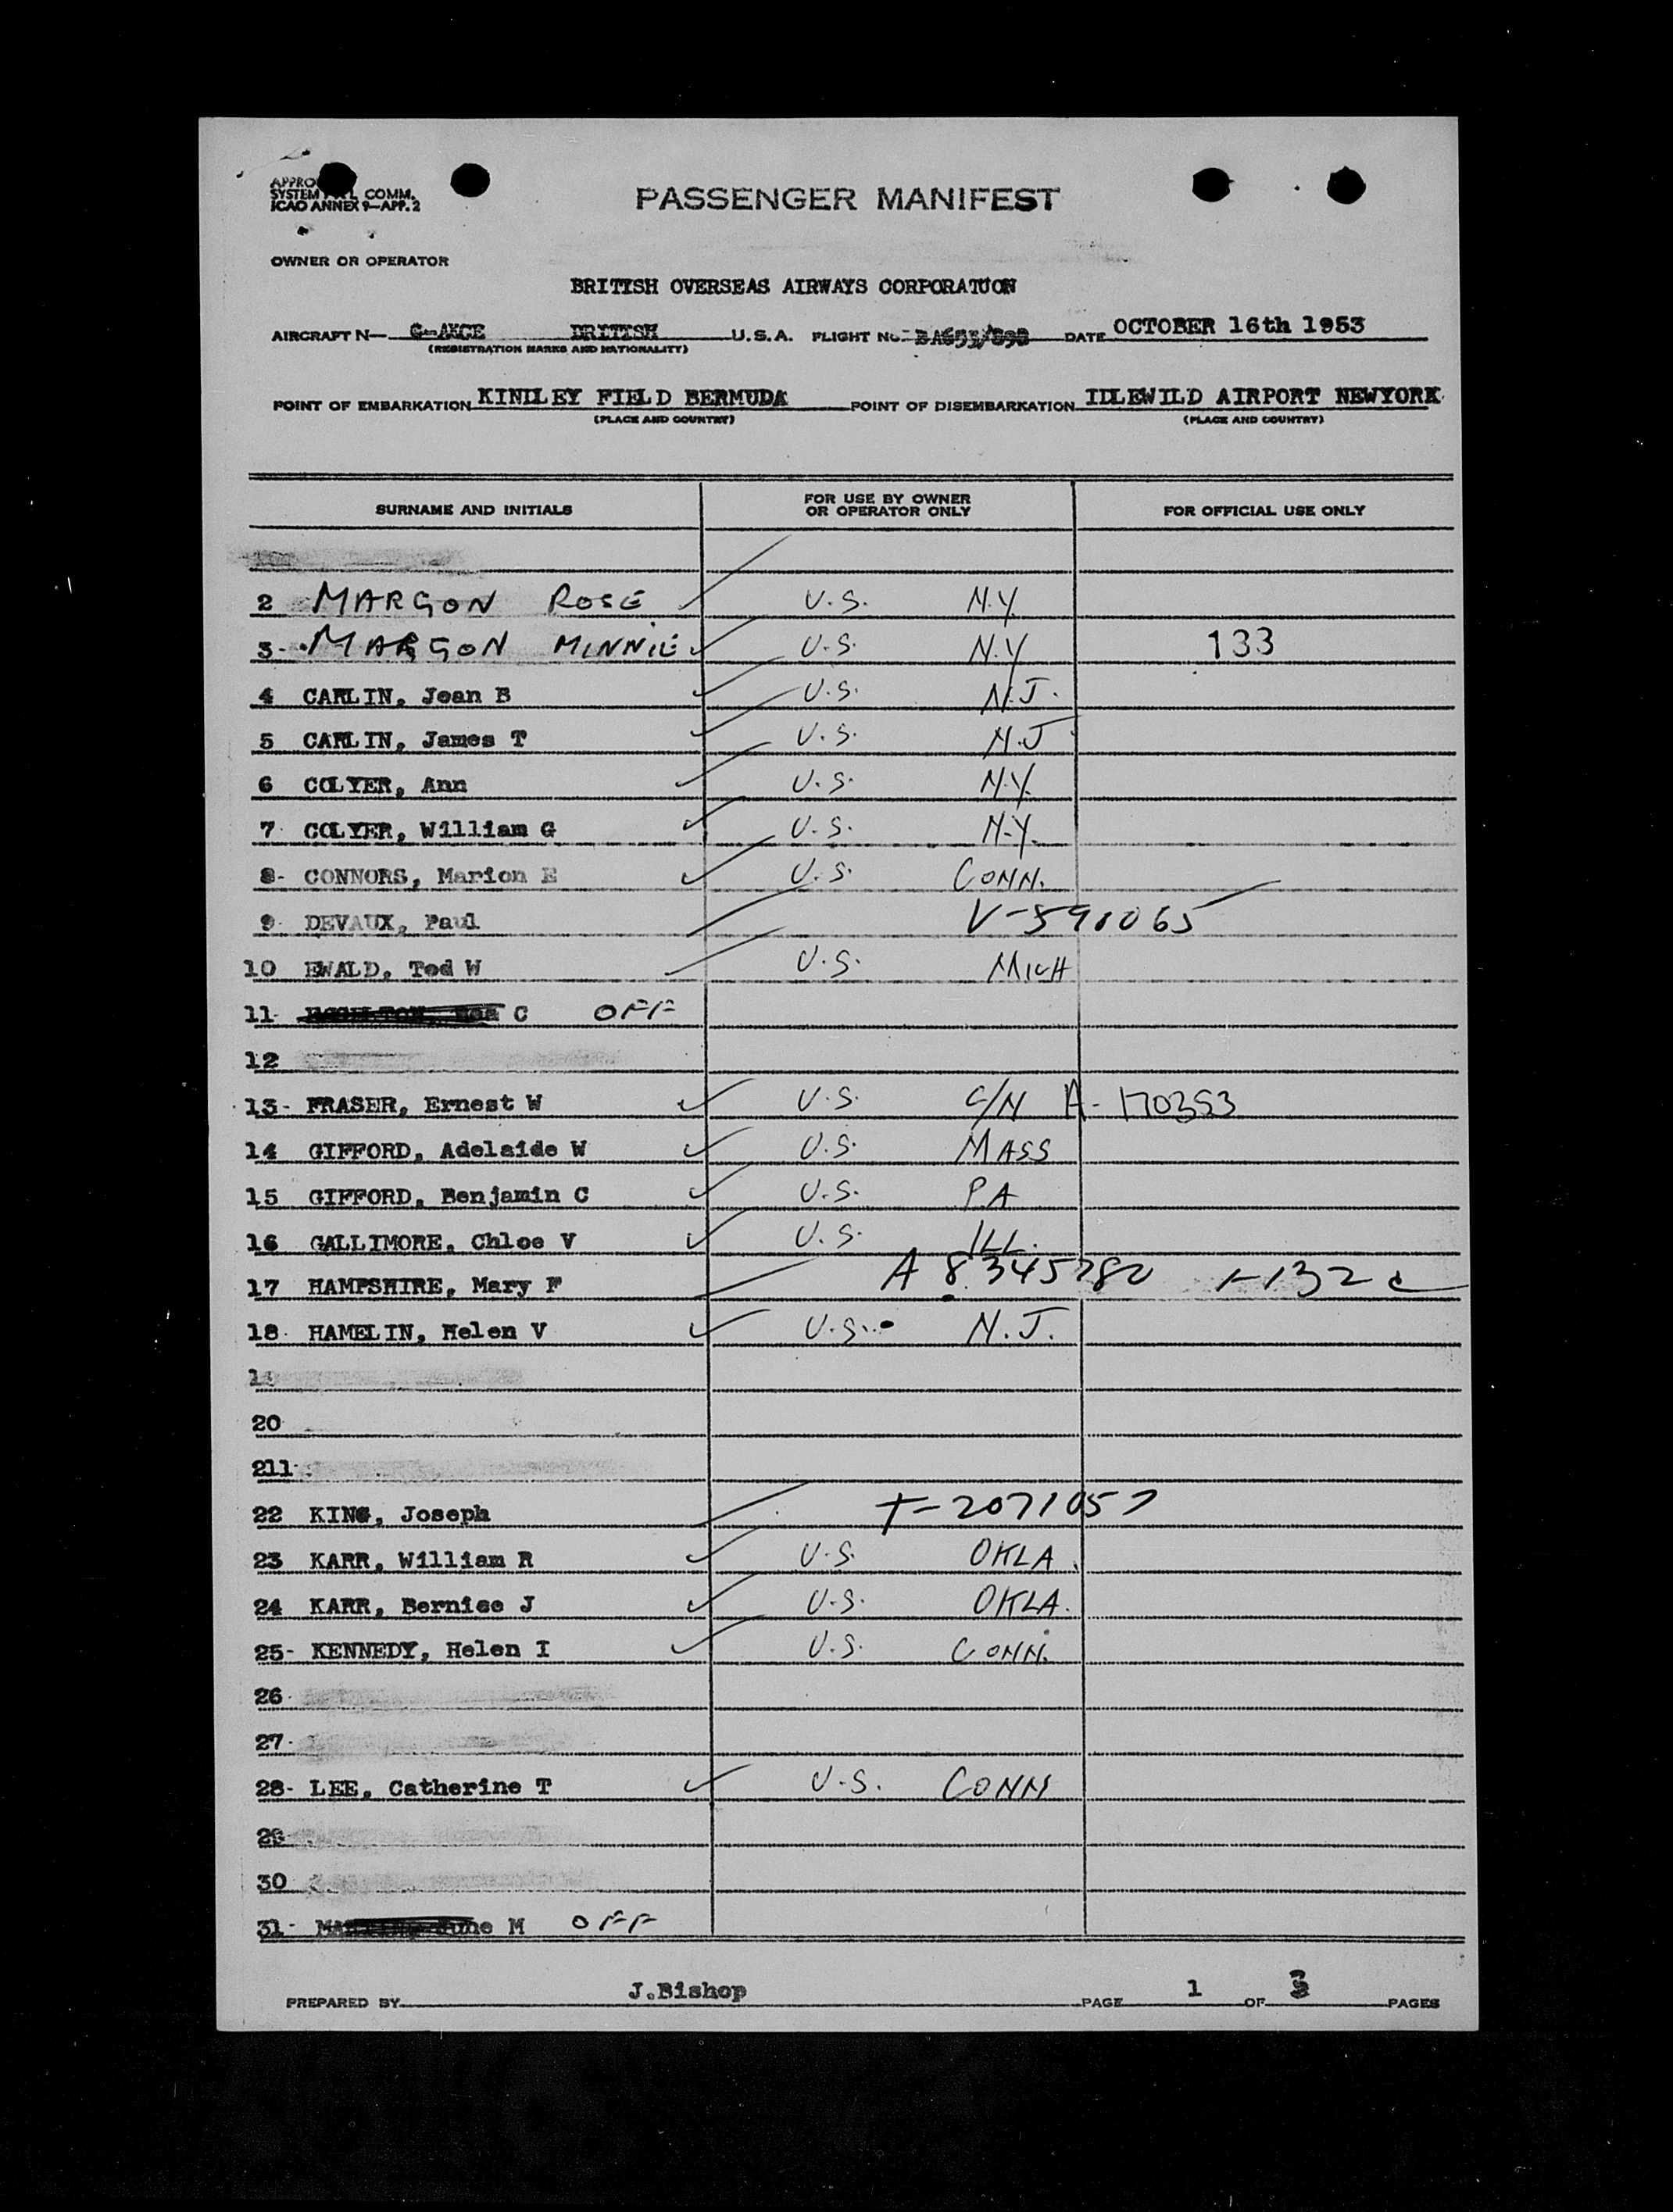 SYSTEM COMM.
ICAO ANNEX 9—APP. 2
PASSENGER MANIFEST
OWNER OR OPERATOR
BRITISH OVERSEAS AIRWAYS CORPORATION
AIRCRAFT N— BRITISH U.S.A. FLIGHT No. DATE OCTOBER 16th 1953
(REGISTRATION MARKS AND NATIONALITY)
POINT OF EMBARKATION KINDLEY FIELD BERMUDA POINT OF DISEMBARKATION IDLEWILD AIRPORT NEWYORK
(PLACE AND COUNTRY) (PLACE AND COUNTRY)
SURNAME AND INITIALS FOR USE BY OWNER OR OPERATOR ONLY FOR OFFICIAL USE ONLY
2 MARGON ROSE U.S. N.Y.
3- MARGON MINNIE U.S. N.Y 133
4 CARLIN, Jean B U.S. N.J.
5 CARLIN, James T U.S. N.J
6 COLYER, Ann U.S. N.Y.
7 COLYER, William G U.S. N.Y.
8- CONNORS, Marion E U.S. CONN.
9- DEVAUX, Paul V-591065
10 EWALD, Ted W U.S. MICH
11- C OFF
12
13- FRASER, Ernest W U.S. C/N A-170353
14 GIFFORD, Adelaide W U.S. MASS
15 GIFFORD, Benjamin C U.S. PA
16 GALLIMORE, Chloe V U.S. ILL.
17 HAMPSHIRE, Mary F A 8 345780 I-132 c
18- HAMELIN, Helen V U.S. N.J.
20
211-
22 KING, Joseph T-2071057
23 KARR, William R U.S. OKLA.
24 KARR, Bernice J U.S. OKLA.
25- KENNEDY, Helen I U.S. CONN.
26
27-
28- LEE, Catherine T U.S. CONN
29
30
31- M OFF
PREPARED BY J.Bishop PAGE 1 OF 3 PAGES